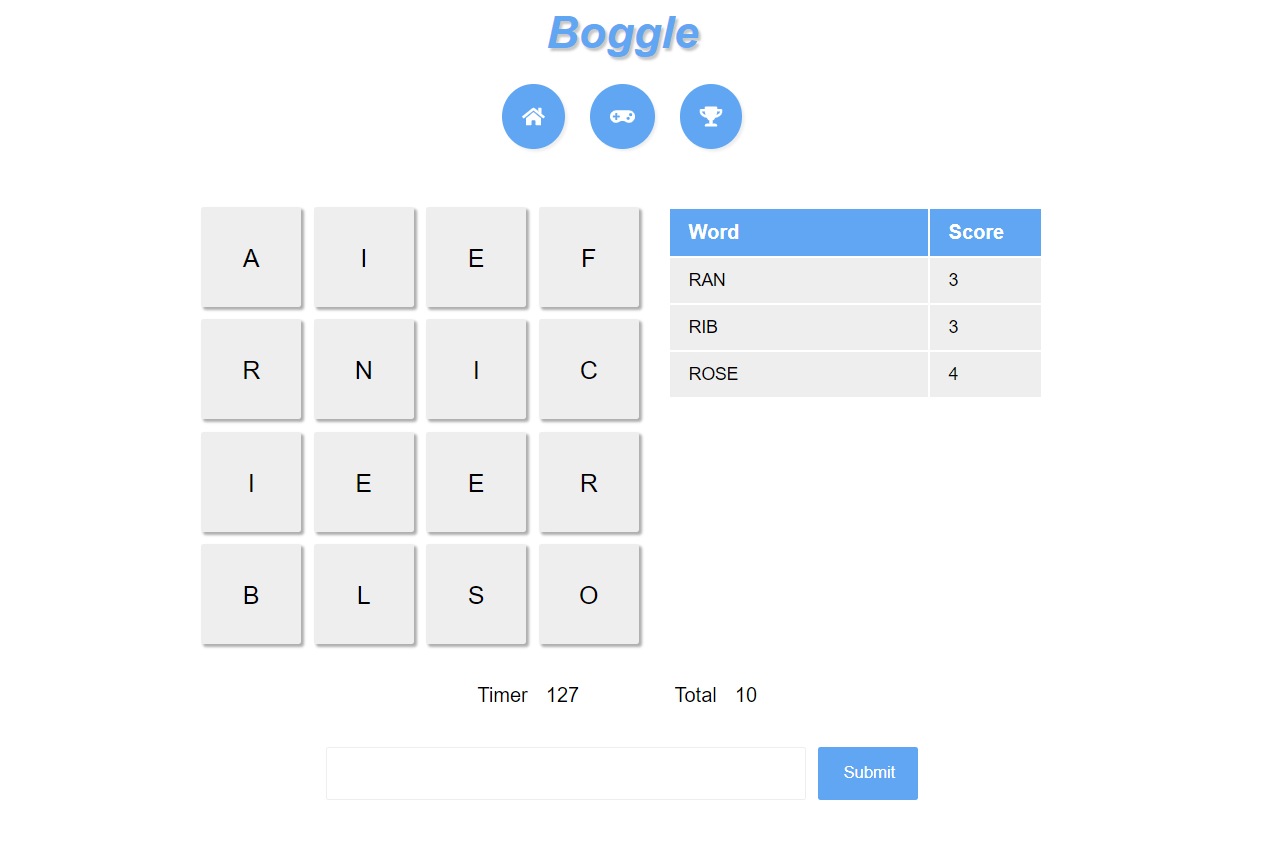 Boggle
A I E F
R N I C
I E E R
B L S O
Word Score
RAN 3
RIB 3
ROSE 4
Timer 127 Total 10
Submit